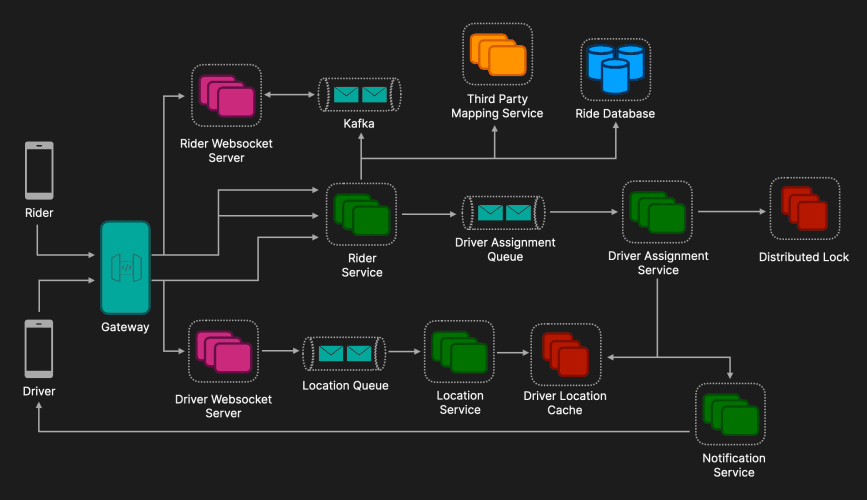 Third Party
Mapping Service
Ride Database
Kafka
Rider Websocket
Server
Rider
Rider
Service
Driver Assignment
Queue
Driver Assignment
Service
Distributed Lock
Gateway
Driver
Driver Websocket
Server
Location Queue
Location
Service
Driver Location
Cache
Notification
Service